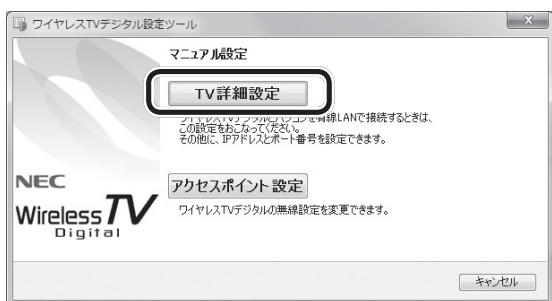 ワイヤレスTVデジタル設定ツール
マニュアル設定
TV詳細設定
ワイヤレスTVデジタルとパソコンを有線LANで接続するときは、
この設定をおこなってください。
その他に、IPアドレスとポート番号を設定できます。
アクセスポイント設定
ワイヤレスTVデジタルの無線設定を変更できます。
NEC
Wireless TV
Digital
キャンセル